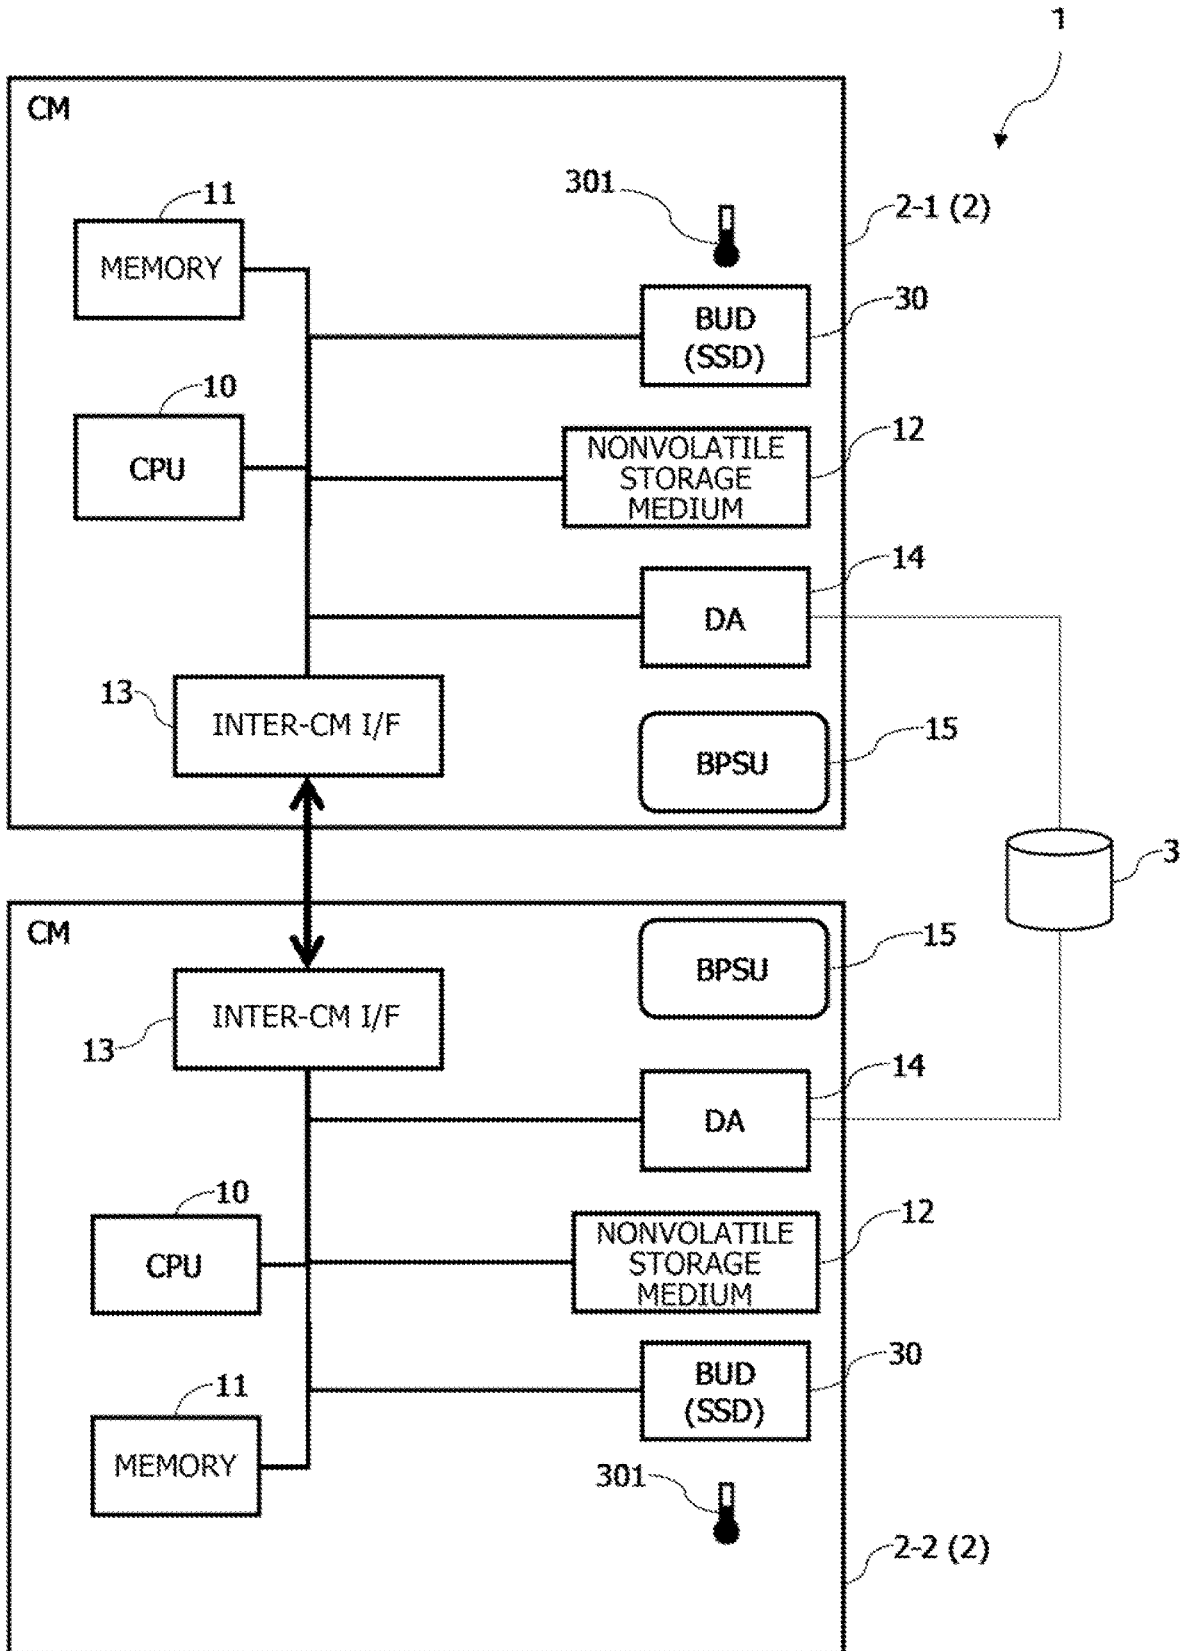 1
CM
11
301
2-1 (2)
MEMORY
30
BUD
(SSD)
10
12
CPU
NONVOLATILE
STORAGE
MEDIUM
14
DA
13
INTER-CM I/F
15
BPSU
3
CM
15
BPSU
INTER-CM I/F
13
14
DA
10
12
CPU
NONVOLATILE
STORAGE
MEDIUM
30
BUD
(SSD)
11
MEMORY
301
2-2 (2)